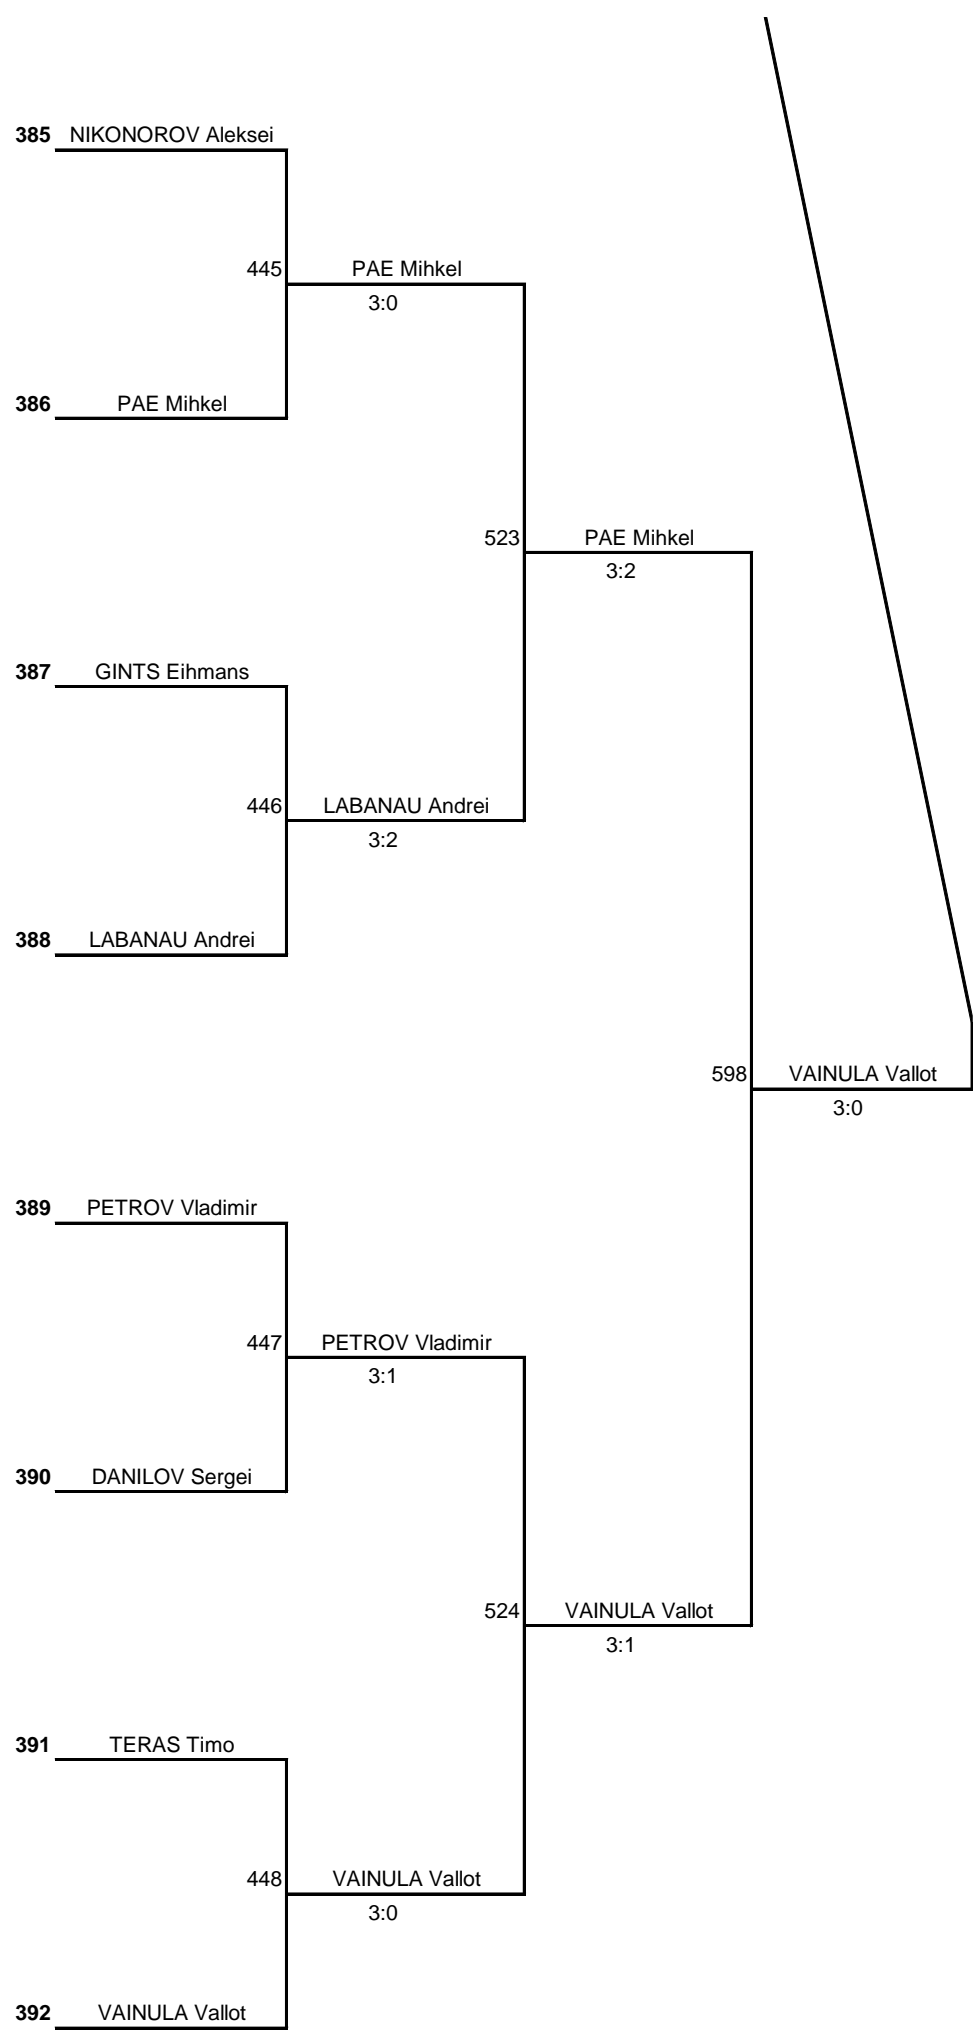 385 NIKONOROV Aleksei
445 PAE Mihkel
3:0
386 PAE Mihkel
523 PAE Mihkel
3:2
387 GINTS Eihmans
446 LABANAU Andrei
3:2
388 LABANAU Andrei
598 VAINULA Vallot
3:0
389 PETROV Vladimir
447 PETROV Vladimir
3:1
390 DANILOV Sergei
524 VAINULA Vallot
3:1
391 TERAS Timo
448 VAINULA Vallot
3:0
392 VAINULA Vallot